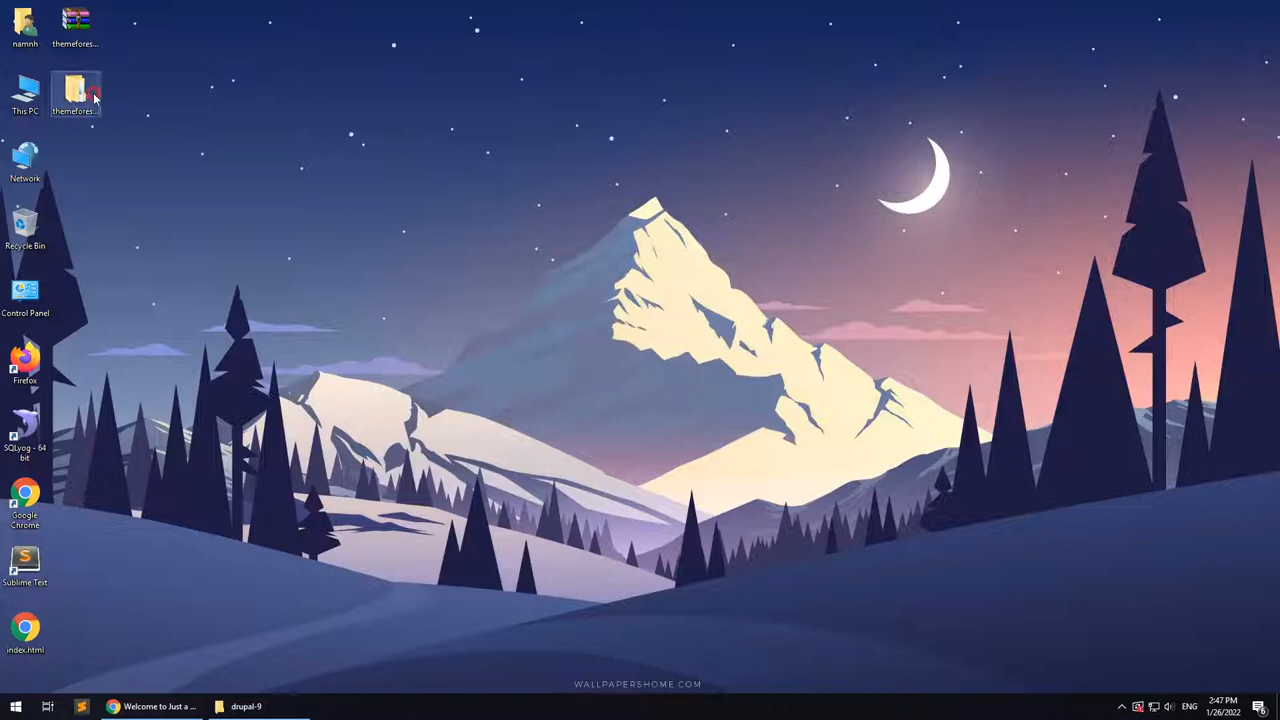 namnh
themefores...
This PC
themefores...
Network
Recycle Bin
Control Panel
Firefox
SQLyog - 64
bit
Google
Chrome
Sublime Text
index.html
WALLPAPERSHOME.COM
Welcome to Just a ...
drupal-9
ENG
2:47 PM
1/26/2022
6